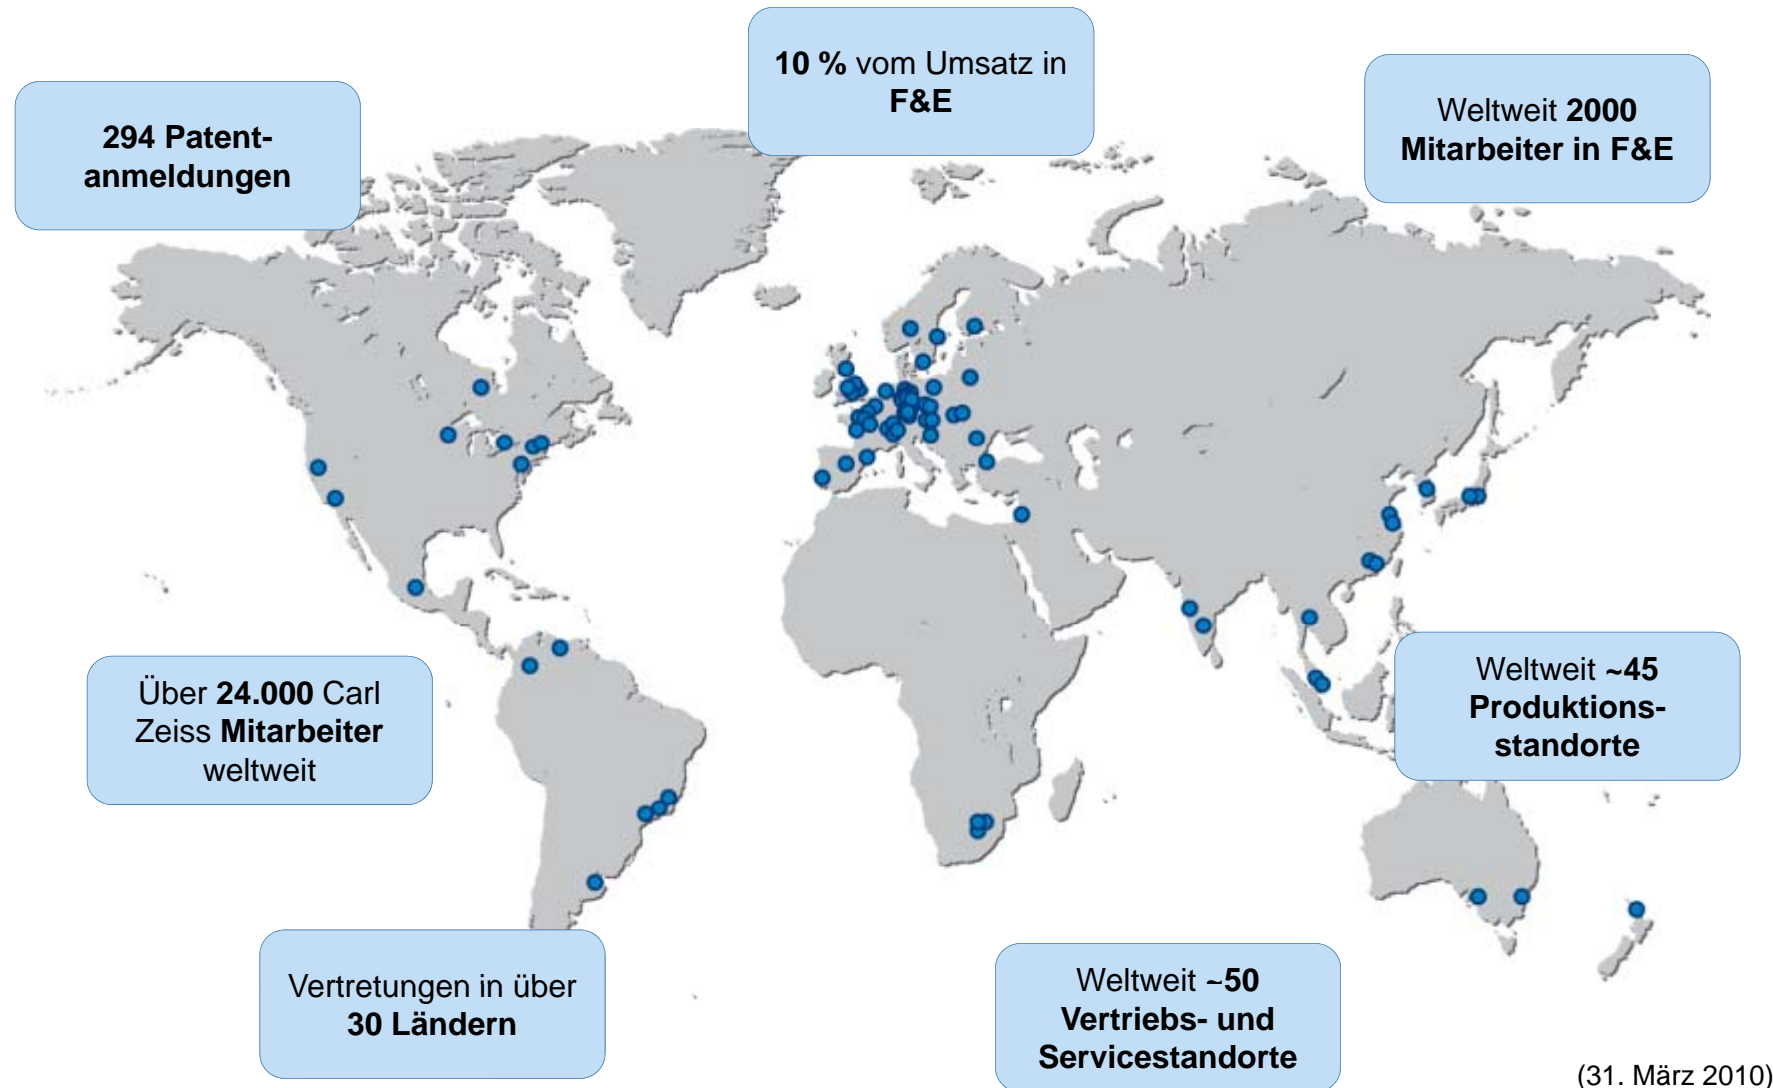 10 % vom Umsatz in
F&E
294 Patent-
anmeldungen
Weltweit 2000
Mitarbeiter in F&E
Über 24.000 Carl
Zeiss Mitarbeiter
weltweit
Weltweit ~45
Produktions-
standorte
Vertretungen in über
30 Ländern
Weltweit ~50
Vertriebs- und
Servicestandorte
(31. März 2010)